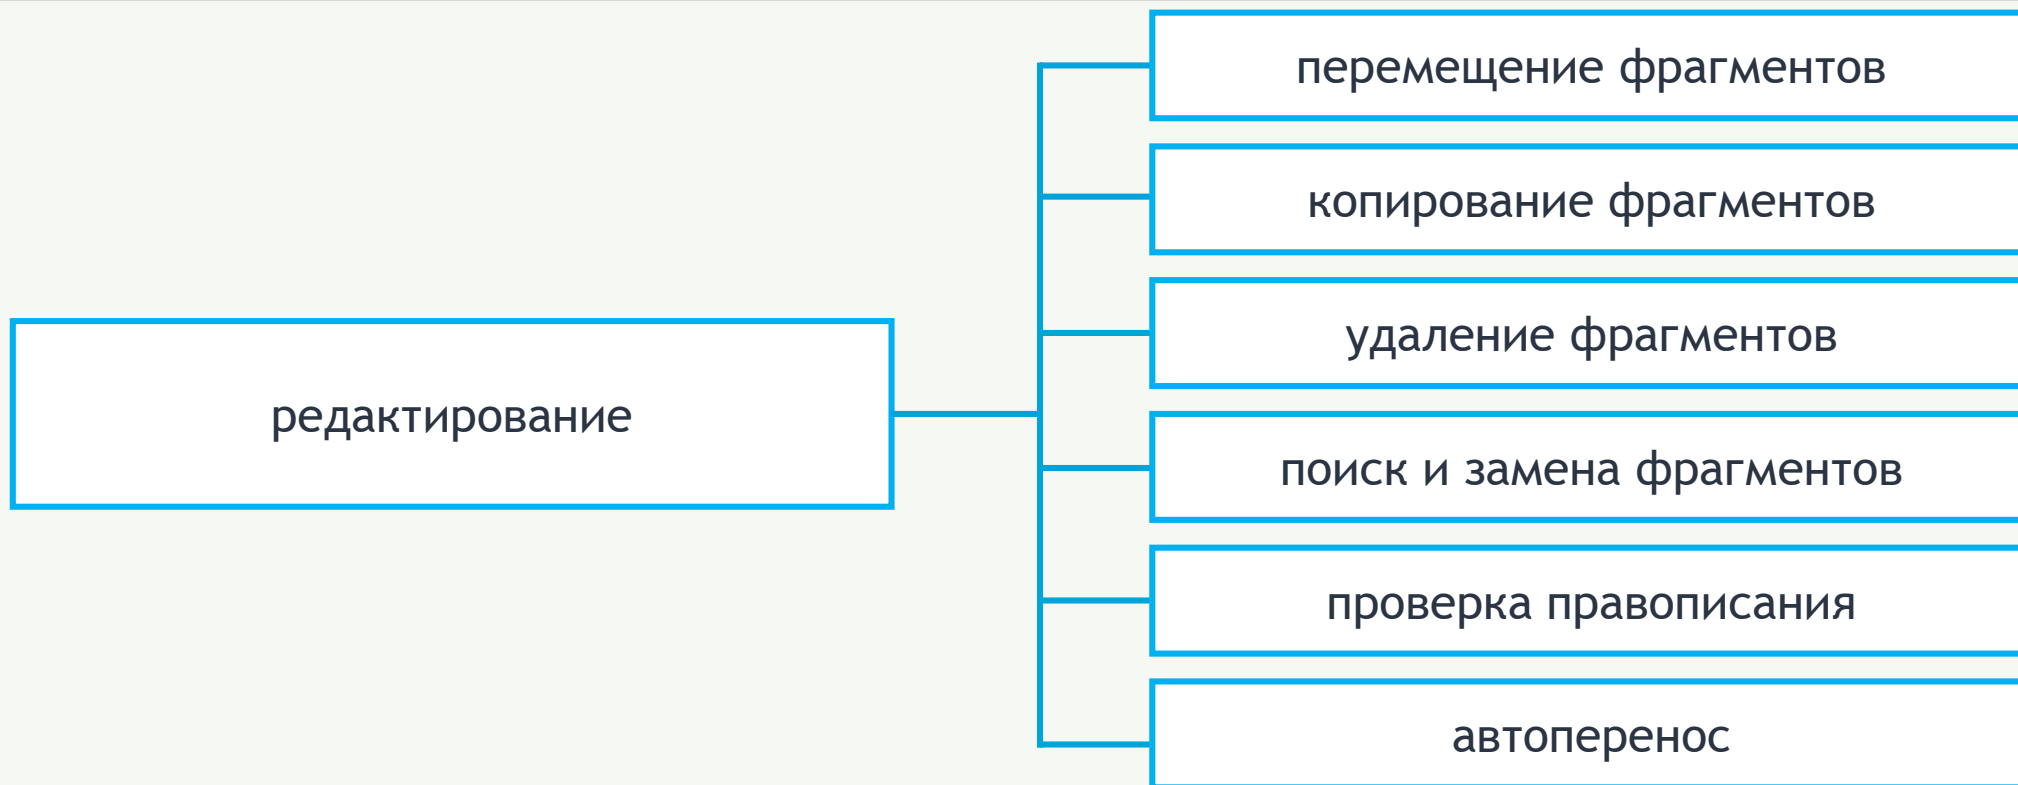 перемещение фрагментов
копирование фрагментов
удаление фрагментов
редактирование
поиск и замена фрагментов
проверка правописания
автоперенос